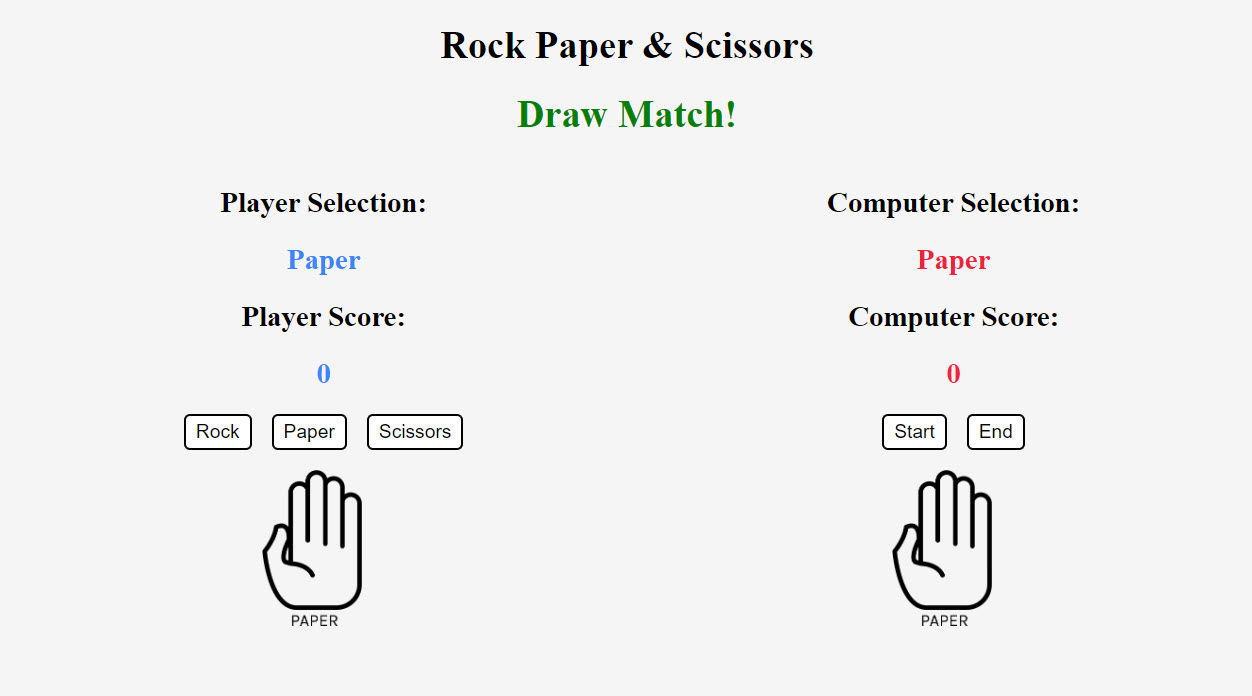 Rock Paper & Scissors
Draw Match!
Player Selection:
Paper
Player Score:
0
Rock Paper Scissors
PAPER
Computer Selection:
Paper
Computer Score:
0
Start End
PAPER